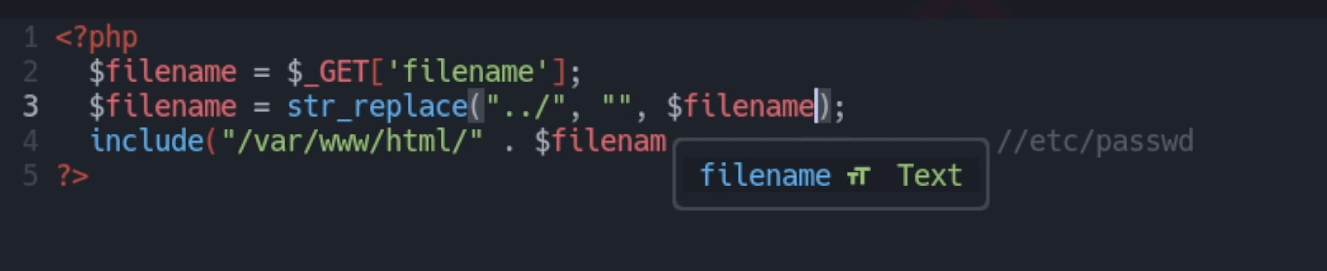 1 <?php
2 $filename = $_GET['filename'];
3 $filename = str_replace("../", "", $filename);
4 include("/var/www/html/" . $filenam //etc/passwd
5 ?>
filename TT Text